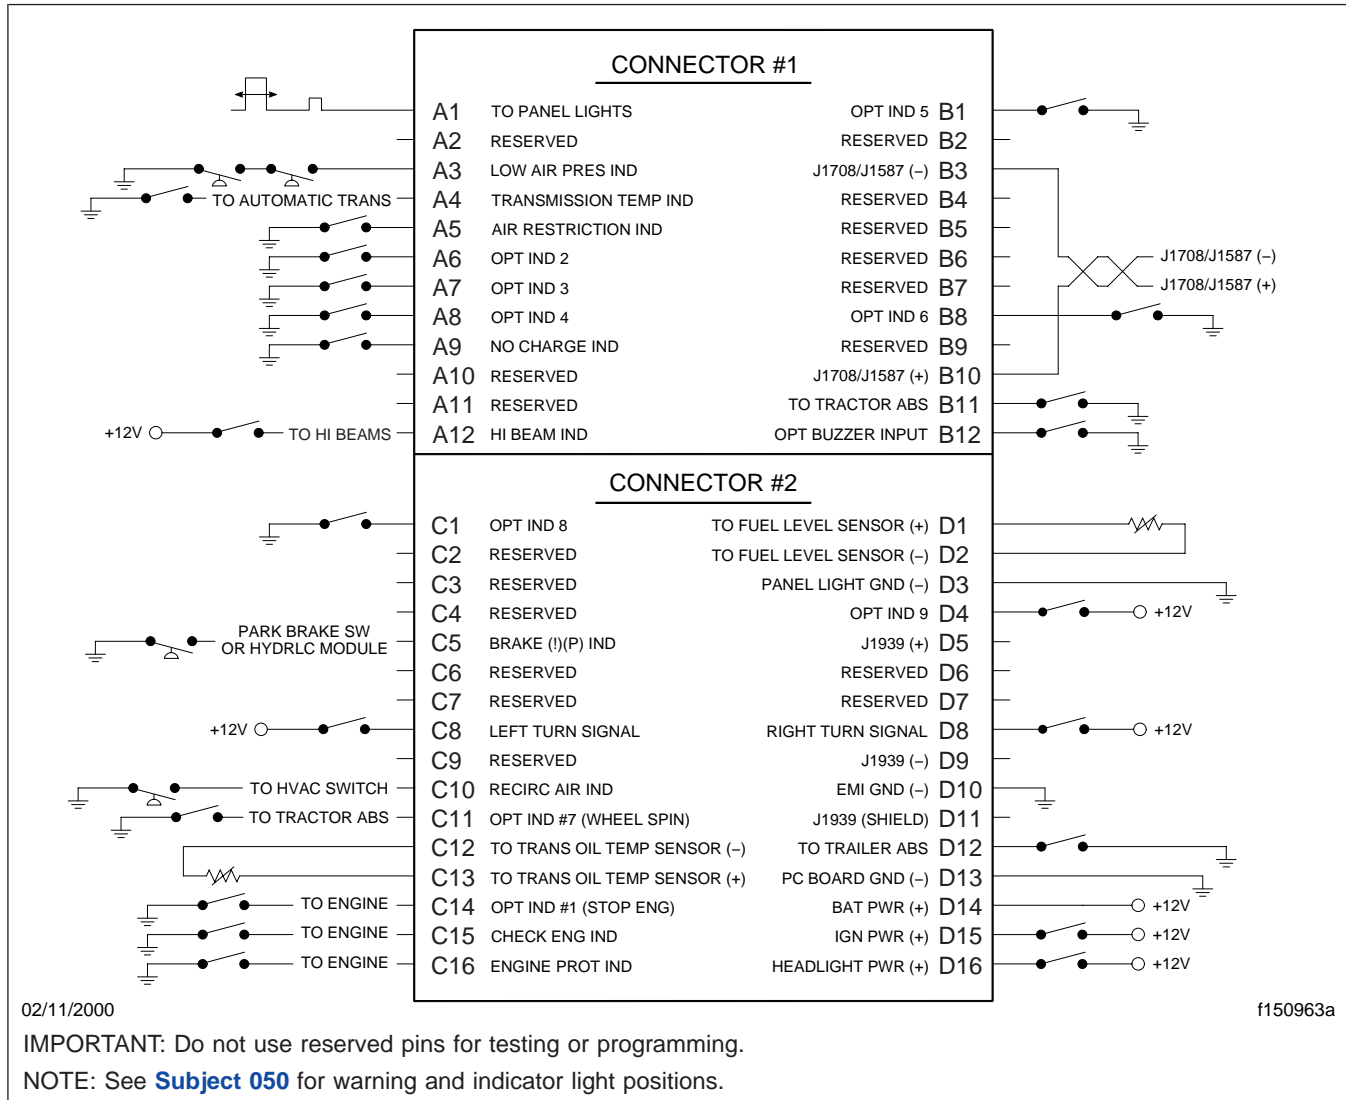 CONNECTOR #1
A1 TO PANEL LIGHTS OPT IND 5 B1
A2 RESERVED RESERVED B2
A3 LOW AIR PRES IND J1708/J1587 (−) B3
TO AUTOMATIC TRANS A4 TRANSMISSION TEMP IND RESERVED B4
A5 AIR RESTRICTION IND RESERVED B5
A6 OPT IND 2 RESERVED B6 J1708/J1587 (−)
A7 OPT IND 3 RESERVED B7 J1708/J1587 (+)
A8 OPT IND 4 OPT IND 6 B8
A9 NO CHARGE IND RESERVED B9
A10 RESERVED J1708/J1587 (+) B10
A11 RESERVED TO TRACTOR ABS B11
+12V TO HI BEAMS A12 HI BEAM IND OPT BUZZER INPUT B12
CONNECTOR #2
C1 OPT IND 8 TO FUEL LEVEL SENSOR (+) D1
C2 RESERVED TO FUEL LEVEL SENSOR (−) D2
C3 RESERVED PANEL LIGHT GND (−) D3
C4 RESERVED OPT IND 9 D4 +12V
PARK BRAKE SW
OR HYDRLC MODULE C5 BRAKE (!)(P) IND J1939 (+) D5
C6 RESERVED RESERVED D6
C7 RESERVED RESERVED D7
+12V C8 LEFT TURN SIGNAL RIGHT TURN SIGNAL D8 +12V
C9 RESERVED J1939 (−) D9
TO HVAC SWITCH C10 RECIRC AIR IND EMI GND (−) D10
TO TRACTOR ABS C11 OPT IND #7 (WHEEL SPIN) J1939 (SHIELD) D11
C12 TO TRANS OIL TEMP SENSOR (−) TO TRAILER ABS D12
C13 TO TRANS OIL TEMP SENSOR (+) PC BOARD GND (−) D13
TO ENGINE C14 OPT IND #1 (STOP ENG) BAT PWR (+) D14 +12V
TO ENGINE C15 CHECK ENG IND IGN PWR (+) D15 +12V
TO ENGINE C16 ENGINE PROT IND HEADLIGHT PWR (+) D16 +12V
02/11/2000 f150963a
IMPORTANT: Do not use reserved pins for testing or programming.
NOTE: See Subject 050 for warning and indicator light positions.